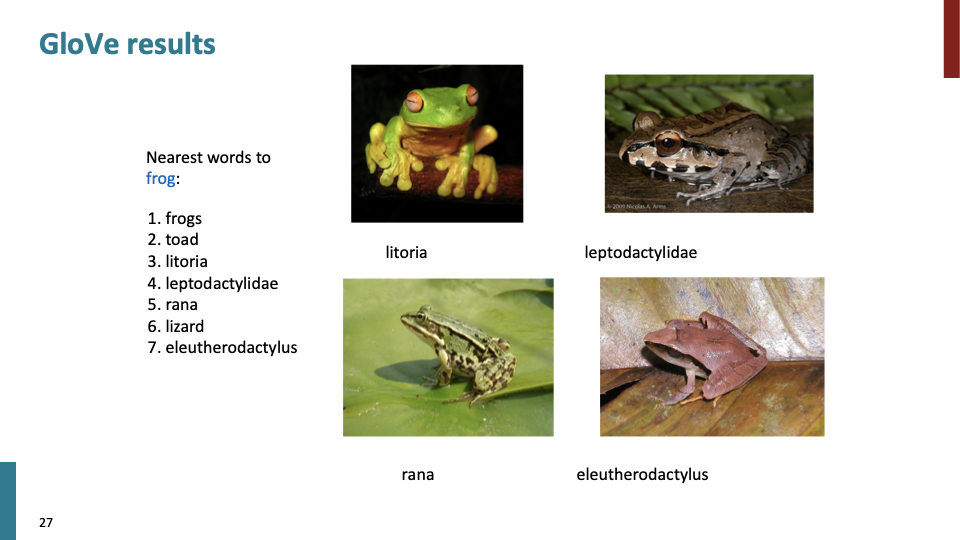 GloVe results
Nearest words to
frog:
1. frogs
2. toad
3. litoria
4. leptodactylidae
5. rana
6. lizard
7. eleutherodactylus
© 2009 Nicolas A. Arms
litoria
leptodactylidae
rana
eleutherodactylus
27